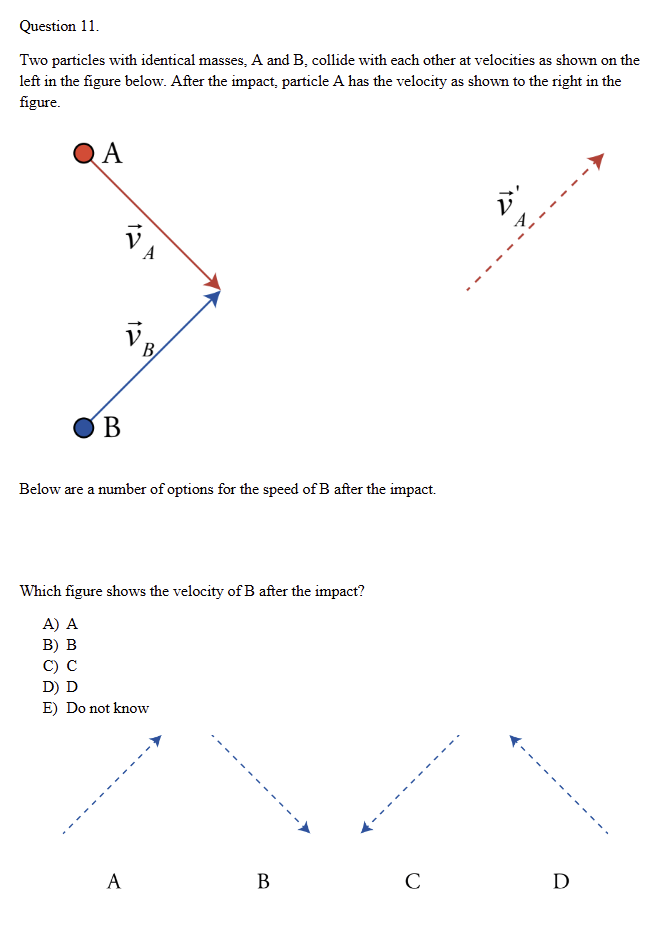 Question 11.
Two particles with identical masses, A and B, collide with each other at velocities as shown on the
left in the figure below. After the impact, particle A has the velocity as shown to the right in the
figure.
A
v⃗_A
v⃗'_A
v⃗_B
B
Below are a number of options for the speed of B after the impact.
Which figure shows the velocity of B after the impact?
A) A
B) B
C) C
D) D
E) Do not know
A B C D